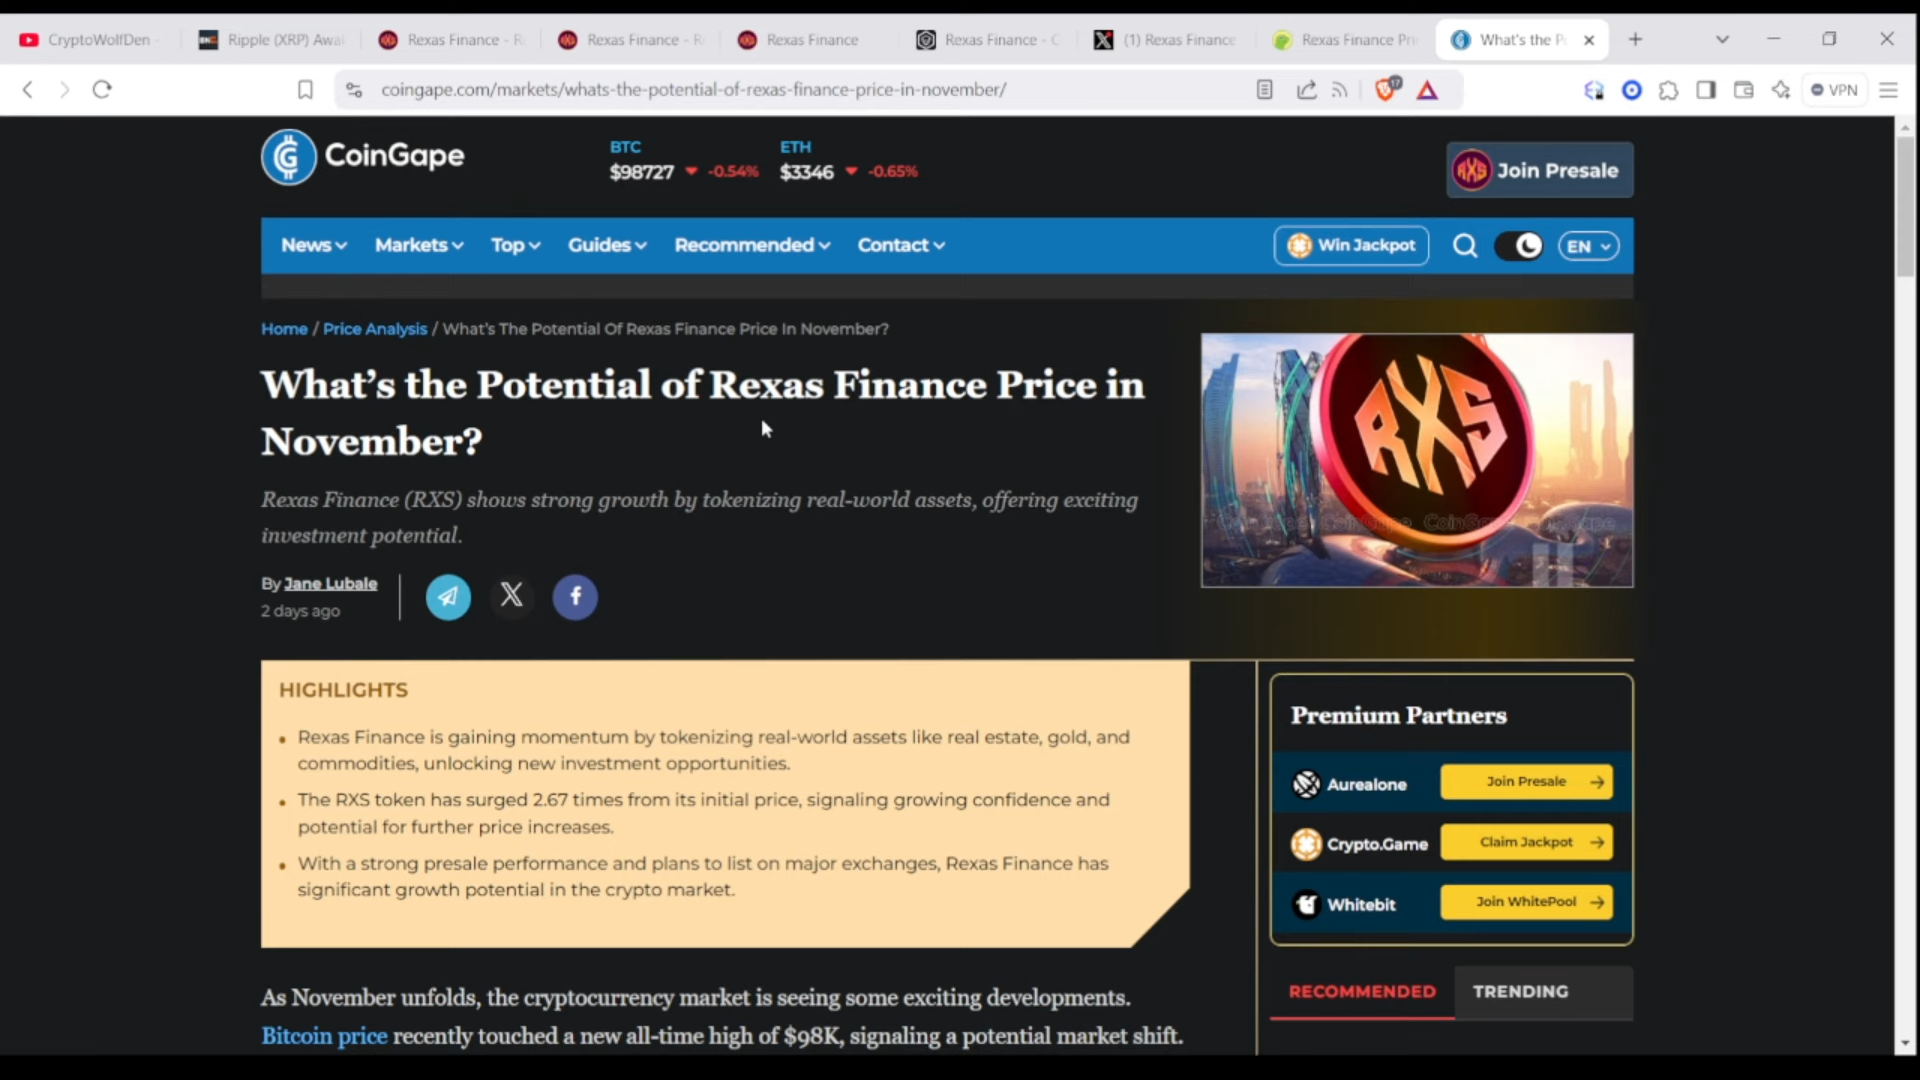 CryptoWolfDen -
Ripple (XRP) Awai
Rexas Finance - R
Rexas Finance - R
Rexas Finance
Rexas Finance - C
(1) Rexas Finance
Rexas Finance Pri
What's the P
coingape.com/markets/whats-the-potential-of-rexas-finance-price-in-november/
17
VPN
CoinGape
BTC
$98727 -0.54%
ETH
$3346 -0.65%
RXS Join Presale
News
Markets
Top
Guides
Recommended
Contact
Win Jackpot
EN
Home / Price Analysis / What's The Potential Of Rexas Finance Price In November?
What's the Potential of Rexas Finance Price in
November?
Rexas Finance (RXS) shows strong growth by tokenizing real-world assets, offering exciting
investment potential.
By Jane Lubale
2 days ago
RXS
HIGHLIGHTS
• Rexas Finance is gaining momentum by tokenizing real-world assets like real estate, gold, and
commodities, unlocking new investment opportunities.
• The RXS token has surged 2.67 times from its initial price, signaling growing confidence and
potential for further price increases.
• With a strong presale performance and plans to list on major exchanges, Rexas Finance has
significant growth potential in the crypto market.
As November unfolds, the cryptocurrency market is seeing some exciting developments.
Bitcoin price recently touched a new all-time high of $98K, signaling a potential market shift.
Premium Partners
Aurealone Join Presale →
Crypto.Game Claim Jackpot →
Whitebit Join WhitePool →
RECOMMENDED
TRENDING